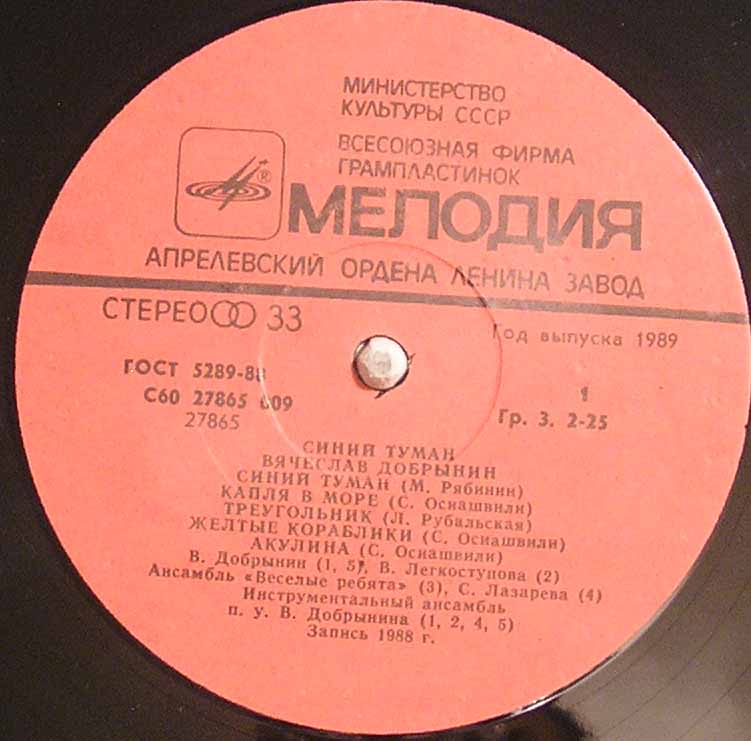 МИНИСТЕРСТВО
КУЛЬТУРЫ СССР
ВСЕСОЮЗНАЯ ФИРМА
ГРАМПЛАСТИНОК
®
МЕЛОДИЯ
АПРЕЛЕВСКИЙ ОРДЕНА ЛЕНИНА ЗАВОД
СТЕРЕО 33
Год выпуска 1989
ГОСТ 5289-88
С60 27865 009
27865
1
Гр. 3. 2-25
СИНИЙ ТУМАН
ВЯЧЕСЛАВ ДОБРЫНИН
СИНИЙ ТУМАН (М. Рябинин)
КАПЛЯ В МОРЕ (С. Осиашвили)
ТРЕУГОЛЬНИК (Л. Рубальская)
ЖЕЛТЫЕ КОРАБЛИКИ (С. Осиашвили)
АКУЛИНА (С. Осиашвили)
В. Добрынин (1, 5), В. Легкоступова (2)
Ансамбль «Веселые ребята» (3), С. Лазарева (4)
Инструментальный ансамбль
п. у. В. Добрынина (1, 2, 4, 5)
Запись 1988 г.